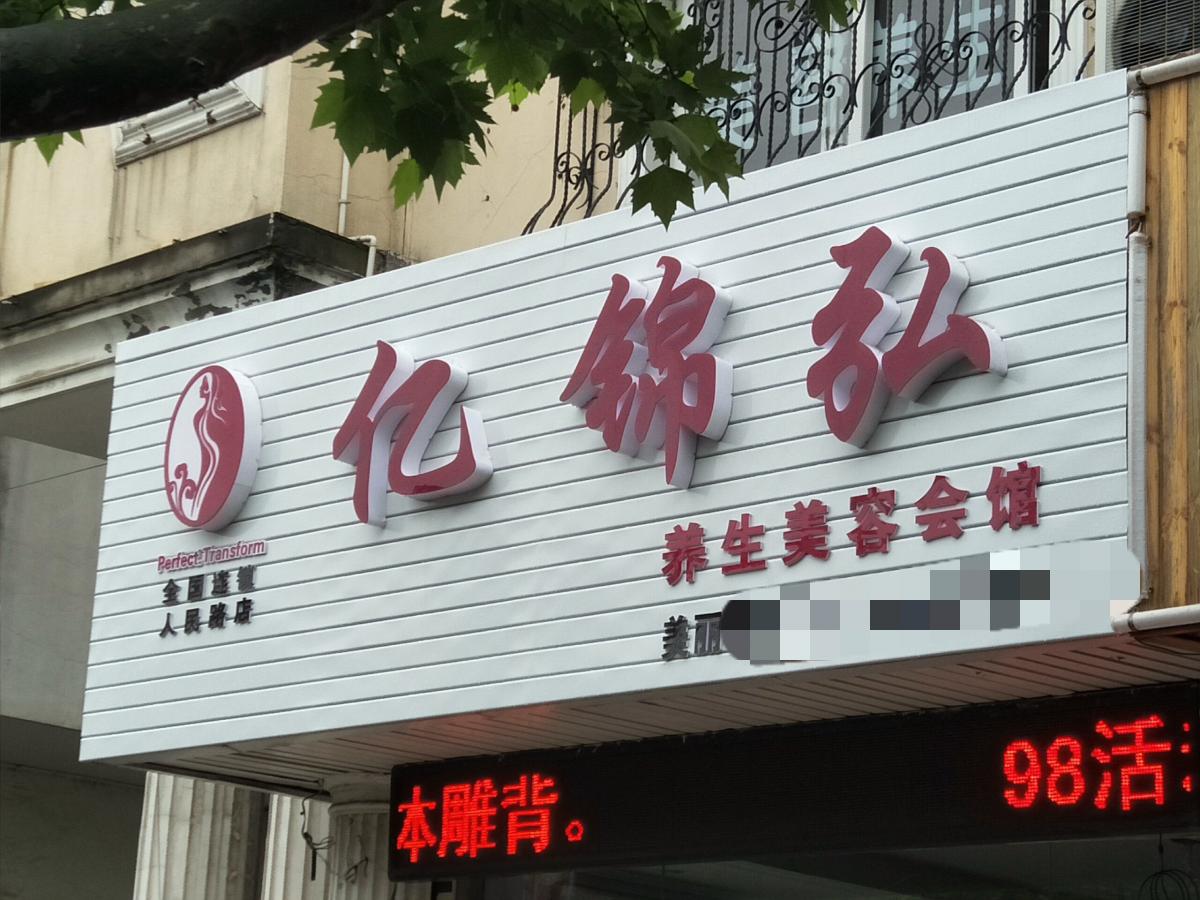 亿锦弘
养生美容会馆
Perfect Transform
全国连锁
人民路店
美丽
本雕背。
98活